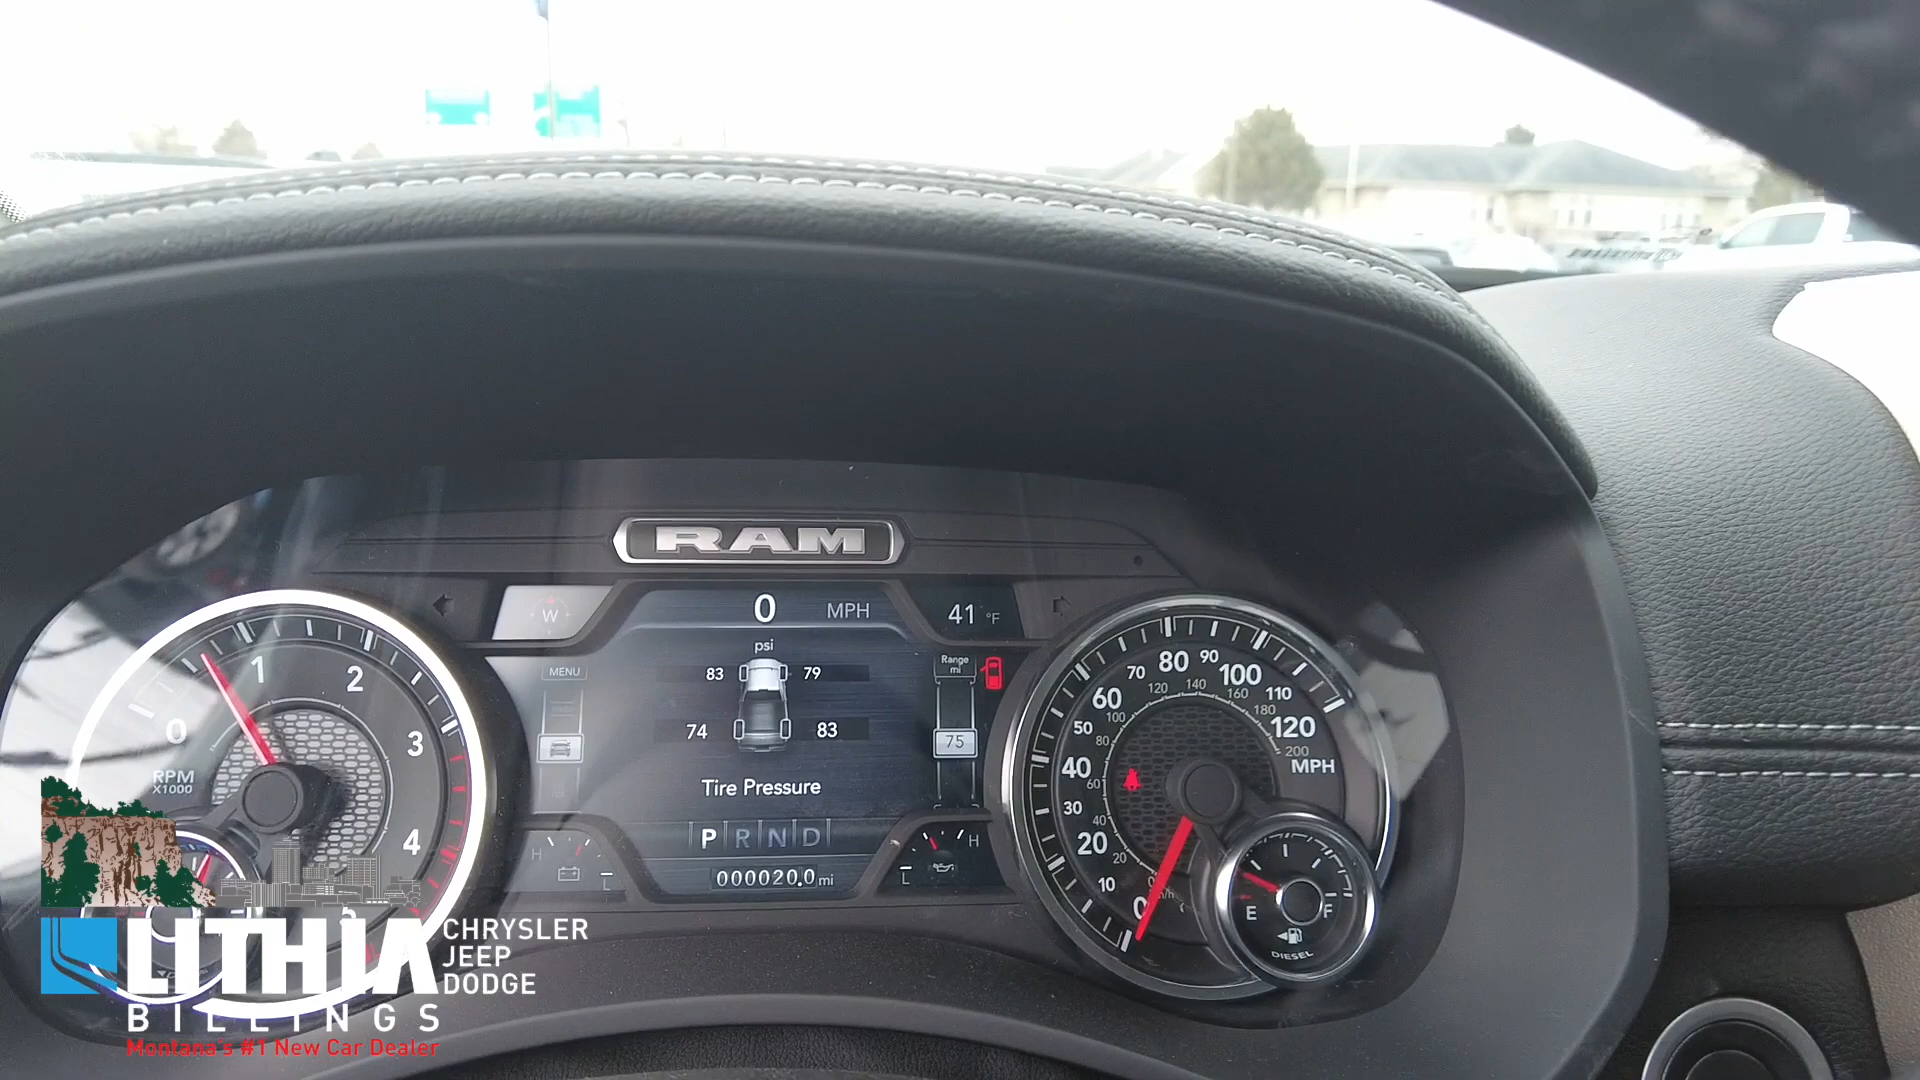 RAM
W
0 MPH
41 °F
psi
83 79
74 83
Tire Pressure
P R N D
000020.0 mi
MENU
Range
mi
75
H
L
H
L
0 1 2 3 4
RPM
X1000
0 10 20 30 40 50 60 70 80 90 100 110 120
MPH
20 40 60 80 100 120 140 160 180 200
E F
DIESEL
LITHIA
CHRYSLER
JEEP
DODGE
BILLINGS
Montana's #1 New Car Dealer